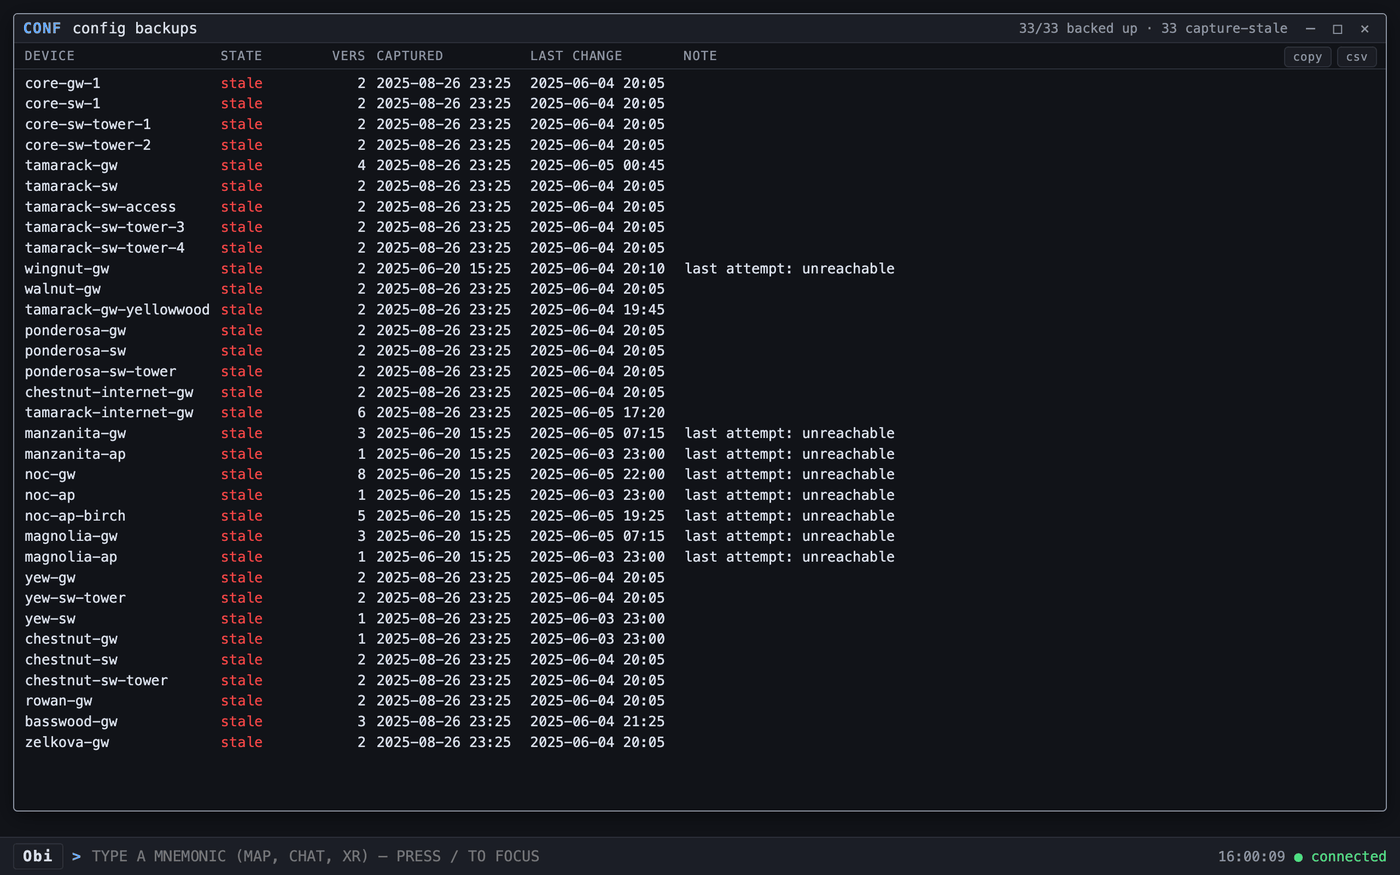 CONF config backups 33/33 backed up · 33 capture-stale — □ ×
DEVICE STATE VERS CAPTURED LAST CHANGE NOTE copy csv
core-gw-1 stale 2 2025-08-26 23:25 2025-06-04 20:05
core-sw-1 stale 2 2025-08-26 23:25 2025-06-04 20:05
core-sw-tower-1 stale 2 2025-08-26 23:25 2025-06-04 20:05
core-sw-tower-2 stale 2 2025-08-26 23:25 2025-06-04 20:05
tamarack-gw stale 4 2025-08-26 23:25 2025-06-05 00:45
tamarack-sw stale 2 2025-08-26 23:25 2025-06-04 20:05
tamarack-sw-access stale 2 2025-08-26 23:25 2025-06-04 20:05
tamarack-sw-tower-3 stale 2 2025-08-26 23:25 2025-06-04 20:05
tamarack-sw-tower-4 stale 2 2025-08-26 23:25 2025-06-04 20:05
wingnut-gw stale 2 2025-06-20 15:25 2025-06-04 20:10 last attempt: unreachable
walnut-gw stale 2 2025-08-26 23:25 2025-06-04 20:05
tamarack-gw-yellowwood stale 2 2025-08-26 23:25 2025-06-04 19:45
ponderosa-gw stale 2 2025-08-26 23:25 2025-06-04 20:05
ponderosa-sw stale 2 2025-08-26 23:25 2025-06-04 20:05
ponderosa-sw-tower stale 2 2025-08-26 23:25 2025-06-04 20:05
chestnut-internet-gw stale 2 2025-08-26 23:25 2025-06-04 20:05
tamarack-internet-gw stale 6 2025-08-26 23:25 2025-06-05 17:20
manzanita-gw stale 3 2025-06-20 15:25 2025-06-05 07:15 last attempt: unreachable
manzanita-ap stale 1 2025-06-20 15:25 2025-06-03 23:00 last attempt: unreachable
noc-gw stale 8 2025-06-20 15:25 2025-06-05 22:00 last attempt: unreachable
noc-ap stale 1 2025-06-20 15:25 2025-06-03 23:00 last attempt: unreachable
noc-ap-birch stale 5 2025-06-20 15:25 2025-06-05 19:25 last attempt: unreachable
magnolia-gw stale 3 2025-06-20 15:25 2025-06-05 07:15 last attempt: unreachable
magnolia-ap stale 1 2025-06-20 15:25 2025-06-03 23:00 last attempt: unreachable
yew-gw stale 2 2025-08-26 23:25 2025-06-04 20:05
yew-sw-tower stale 2 2025-08-26 23:25 2025-06-04 20:05
yew-sw stale 1 2025-08-26 23:25 2025-06-03 23:00
chestnut-gw stale 1 2025-08-26 23:25 2025-06-03 23:00
chestnut-sw stale 2 2025-08-26 23:25 2025-06-04 20:05
chestnut-sw-tower stale 2 2025-08-26 23:25 2025-06-04 20:05
rowan-gw stale 2 2025-08-26 23:25 2025-06-04 20:05
basswood-gw stale 3 2025-08-26 23:25 2025-06-04 21:25
zelkova-gw stale 2 2025-08-26 23:25 2025-06-04 20:05
Obi > TYPE A MNEMONIC (MAP, CHAT, XR) — PRESS / TO FOCUS 16:00:09 ● connected